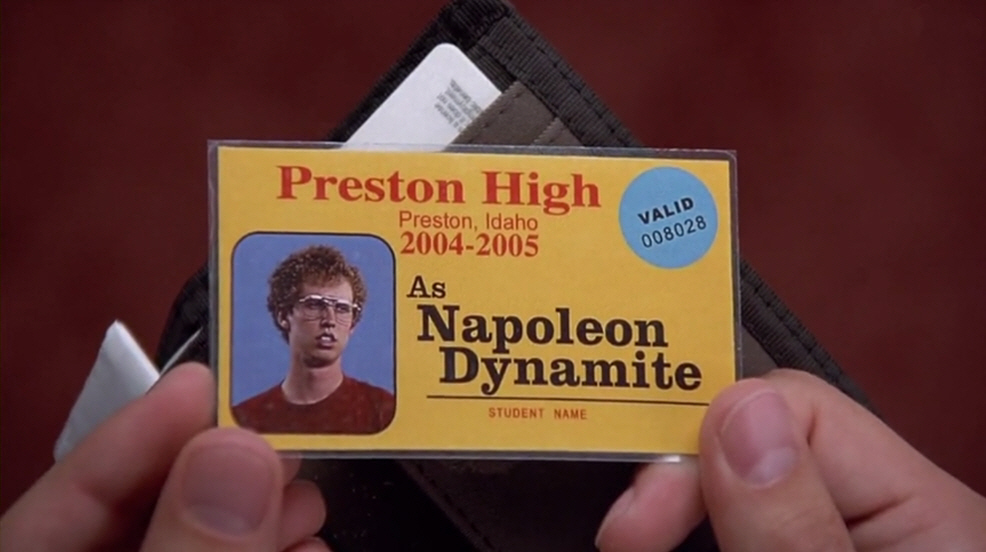 Preston High
Preston, Idaho
2004-2005
VALID
008028
As
Napoleon
Dynamite
STUDENT NAME